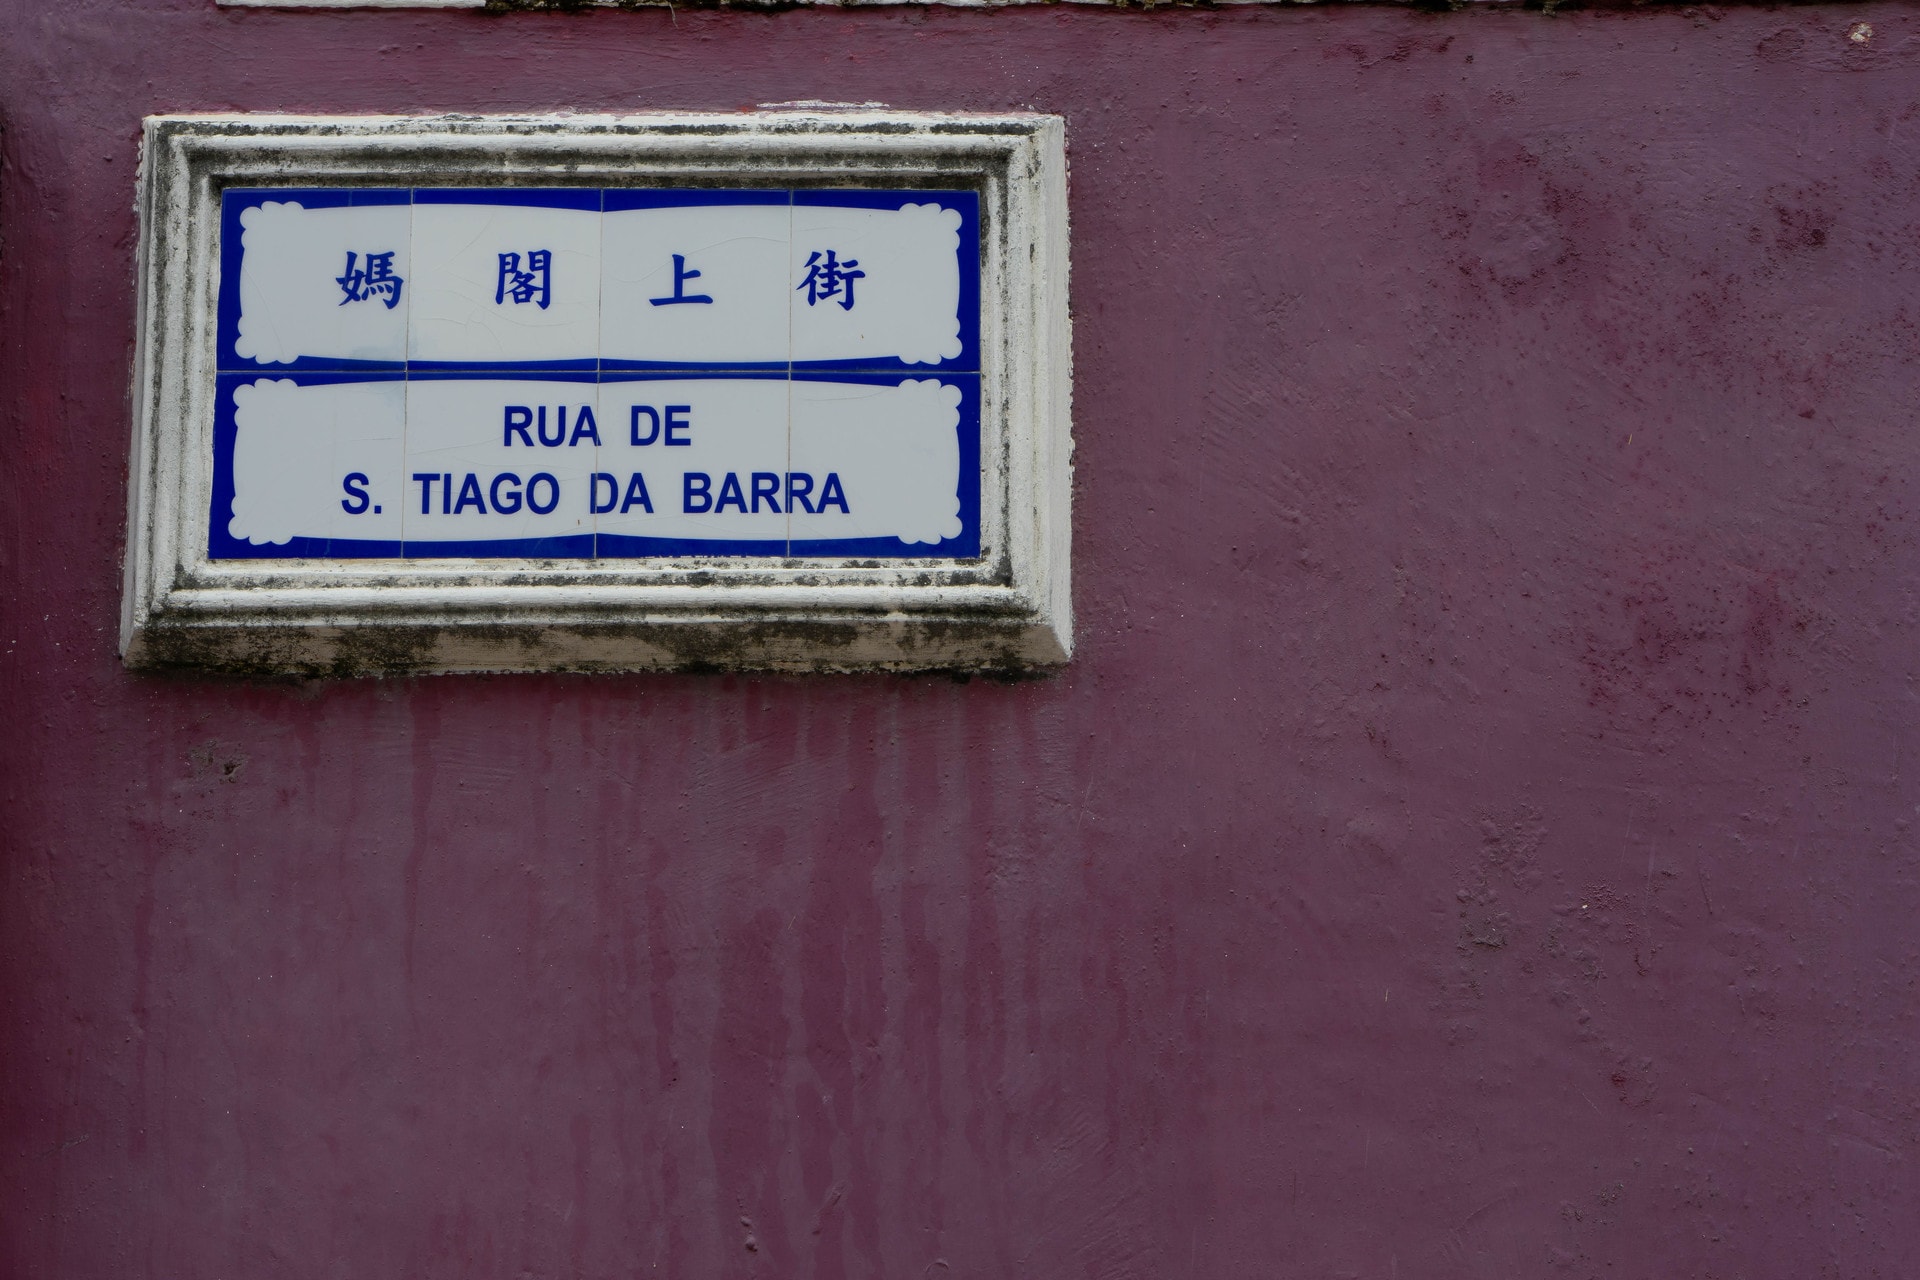 媽閣上街
RUA DE
S. TIAGO DA BARRA